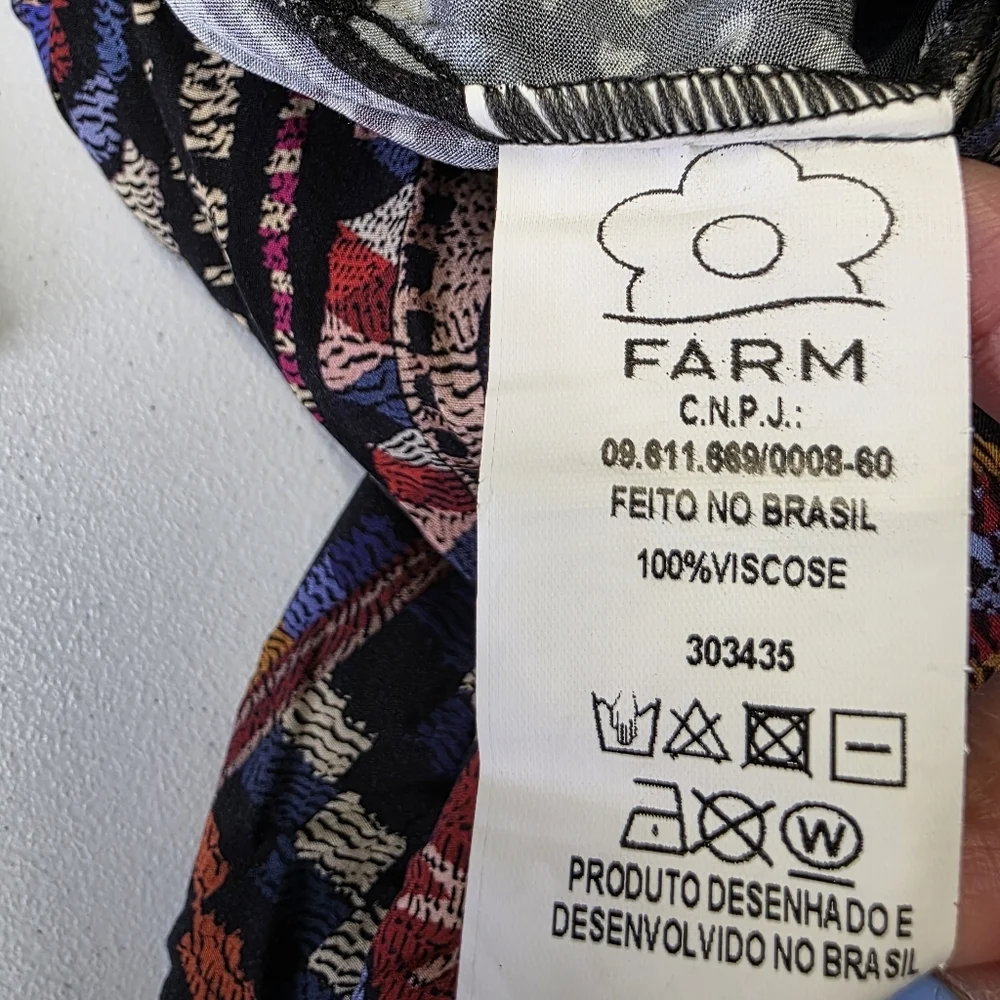 FARM
C.N.P.J.:
09.611.669/0008-60
FEITO NO BRASIL
100%VISCOSE
303435
W
PRODUTO DESENHADO E
DESENVOLVIDO NO BRASIL